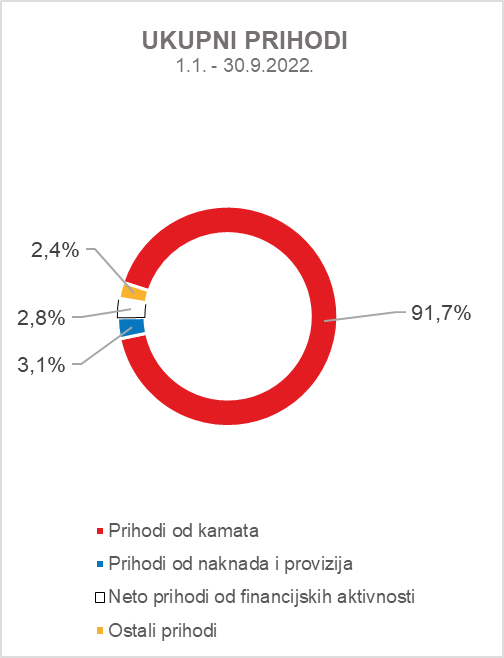 UKUPNI PRIHODI
1.1. - 30.9.2022.
2,4%
2,8%
3,1%
91,7%
Prihodi od kamata
Prihodi od naknada i provizija
Neto prihodi od financijskih aktivnosti
Ostali prihodi